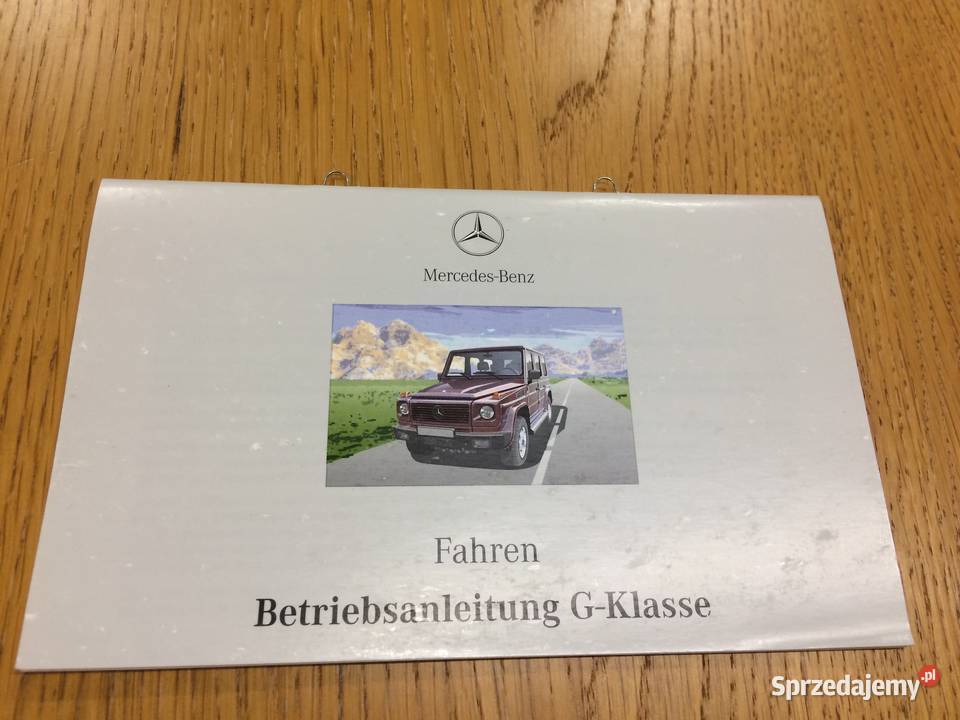 Mercedes-Benz
Fahren
Betriebsanleitung G-Klasse
Sprzedajemy.pl